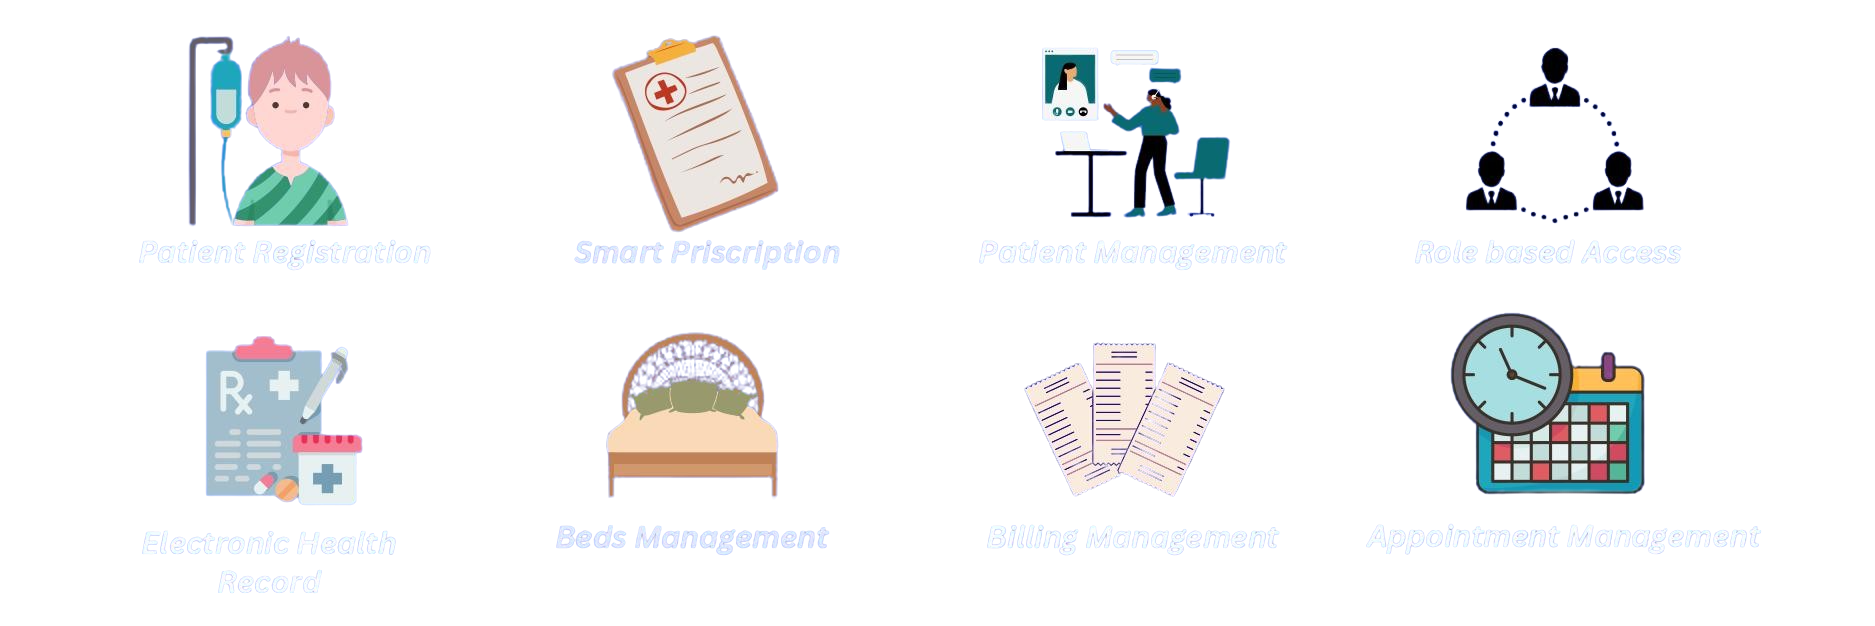 Patient Registration
Smart Priscription
Patient Management
Role based Access
Rx
Electronic Health
Record
Beds Management
Billing Management
Appointment Management